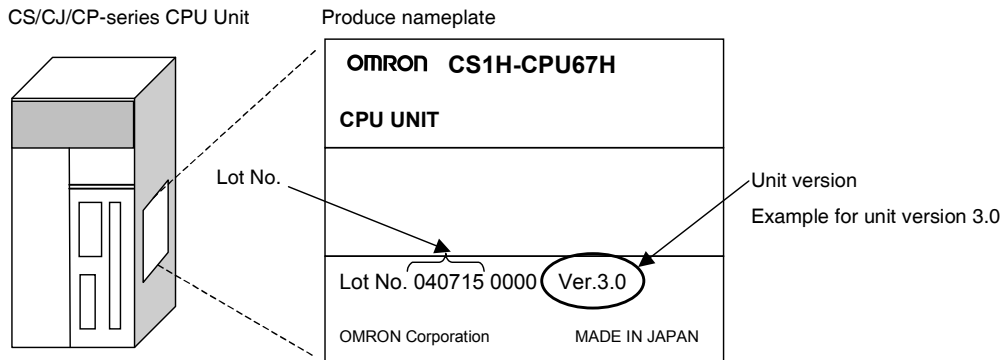 CS/CJ/CP-series CPU Unit
Produce nameplate
OMRON CS1H-CPU67H
CPU UNIT
Lot No.
Unit version
Example for unit version 3.0
Lot No. 040715 0000 Ver.3.0
OMRON Corporation MADE IN JAPAN